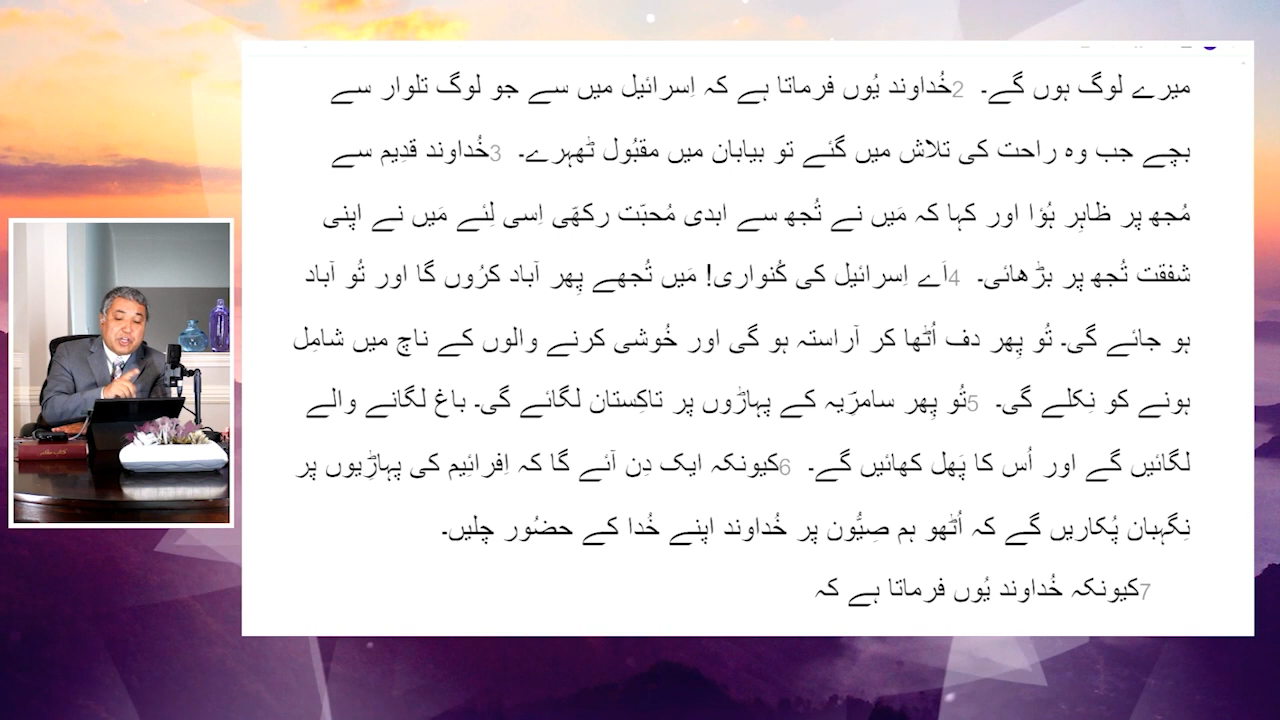 میرے لوگ ہوں گے۔ 2خُداوند یُوں فرماتا ہے کہ اِسرائیل میں سے جو لوگ تلوار سے
بچے جب وہ راحت کی تلاش میں گئے تو بیابان میں مقبُول ٹھہرے۔ 3خُداوند قدِیم سے
مُجھ پر ظاہِر ہُؤا اور کہا کہ مَیں نے تُجھ سے ابدی مُحبّت رکھّی اِسی لِئے مَیں نے اپنی
شفقت تُجھ پر بڑھائی۔ 4اَے اِسرائیل کی کُنواری! مَیں تُجھے پِھر آباد کرُوں گا اور تُو آباد
ہو جائے گی۔ تُو پِھر دف اُٹھا کر آراستہ ہو گی اور خُوشی کرنے والوں کے ناچ میں شامِل
ہونے کو نِکلے گی۔ 5تُو پِھر سامرؔیہ کے پہاڑوں پر تاکِستان لگائے گی۔ باغ لگانے والے
لگائیں گے اور اُس کا پَھل کھائیں گے۔ 6کیونکہ ایک دِن آئے گا کہ اِفرائِیم کی پہاڑِیوں پر
نِگہبان پُکاریں گے کہ اُٹھو ہم صِیُّون پر خُداوند اپنے خُدا کے حضُور چلیں۔
7کیونکہ خُداوند یُوں فرماتا ہے کہ